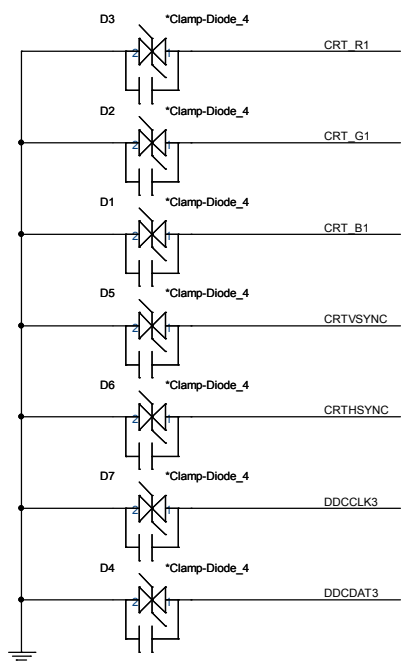 D3 *Clamp-Diode_4
2 1 CRT_R1
D2 *Clamp-Diode_4
2 1 CRT_G1
D1 *Clamp-Diode_4
2 1 CRT_B1
D5 *Clamp-Diode_4
2 1 CRTVSYNC
D6 *Clamp-Diode_4
2 1 CRTHSYNC
D7 *Clamp-Diode_4
2 1 DDCCLK3
D4 *Clamp-Diode_4
2 1 DDCDAT3